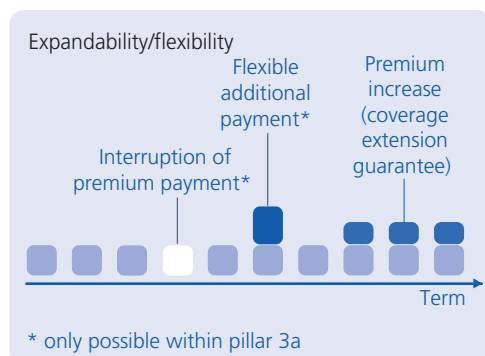 Expandability/flexibility
Flexible
additional
payment*
Premium
increase
(coverage
extension
guarantee)
Interruption of
premium payment*
Term
* only possible within pillar 3a